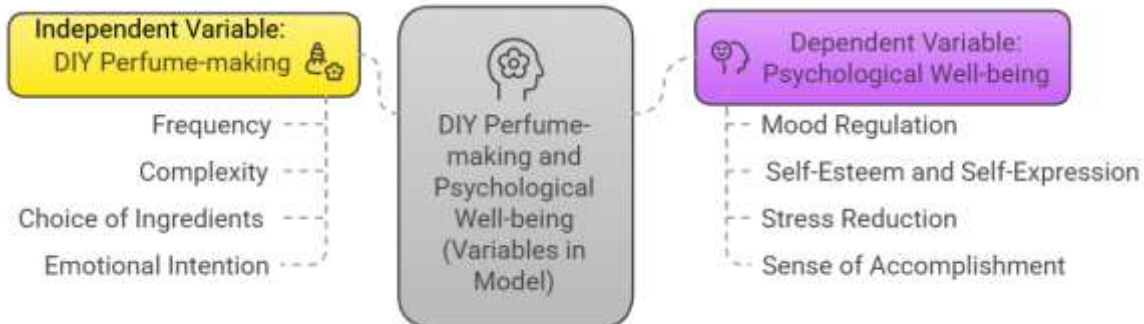 Independent Variable:
DIY Perfume-making
Frequency
Complexity
Choice of Ingredients
Emotional Intention
DIY Perfume-
making and
Psychological
Well-being
(Variables in
Model)
Dependent Variable:
Psychological Well-being
Mood Regulation
Self-Esteem and Self-Expression
Stress Reduction
Sense of Accomplishment